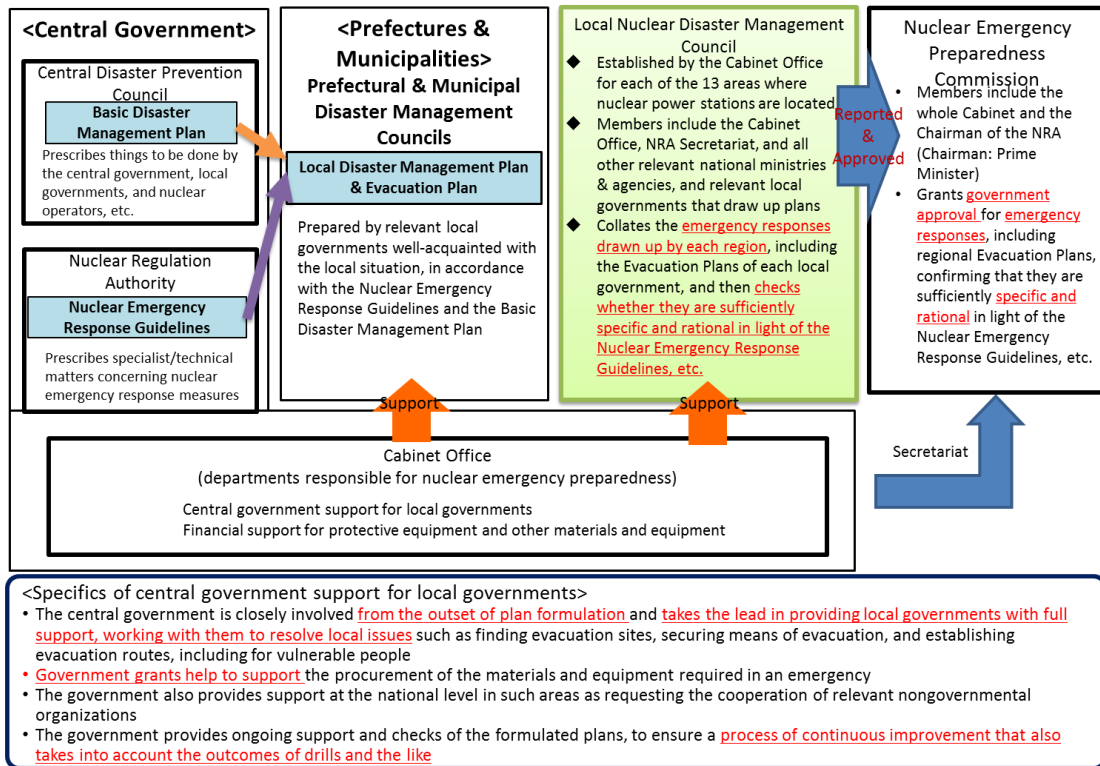 <Central Government>
Central Disaster Prevention
Council
Basic Disaster
Management Plan
Prescribes things to be done by
the central government, local
governments, and nuclear
operators, etc.
Nuclear Regulation
Authority
Nuclear Emergency
Response Guidelines
Prescribes specialist/technical
matters concerning nuclear
emergency response measures
<Prefectures &
Municipalities>
Prefectural & Municipal
Disaster Management
Councils
Local Disaster Management Plan
& Evacuation Plan
Prepared by relevant local
governments well-acquainted with
the local situation, in accordance
with the Nuclear Emergency
Response Guidelines and the Basic
Disaster Management Plan
Support
Local Nuclear Disaster Management
Council
◆ Established by the Cabinet Office
for each of the 13 areas where
nuclear power stations are located
◆ Members include the Cabinet
Office, NRA Secretariat, and all
other relevant national ministries
& agencies, and relevant local
governments that draw up plans
◆ Collates the emergency responses
drawn up by each region, including
the Evacuation Plans of each local
government, and then checks
whether they are sufficiently
specific and rational in light of the
Nuclear Emergency Response
Guidelines, etc.
Support
Reported
&
Approved
Nuclear Emergency
Preparedness
Commission
• Members include the
whole Cabinet and the
Chairman of the NRA
(Chairman: Prime
Minister)
• Grants government
approval for emergency
responses, including
regional Evacuation Plans,
confirming that they are
sufficiently specific and
rational in light of the
Nuclear Emergency
Response Guidelines, etc.
Secretariat
Cabinet Office
(departments responsible for nuclear emergency preparedness)
Central government support for local governments
Financial support for protective equipment and other materials and equipment
<Specifics of central government support for local governments>
• The central government is closely involved from the outset of plan formulation and takes the lead in providing local governments with full
support, working with them to resolve local issues such as finding evacuation sites, securing means of evacuation, and establishing
evacuation routes, including for vulnerable people
• Government grants help to support the procurement of the materials and equipment required in an emergency
• The government also provides support at the national level in such areas as requesting the cooperation of relevant nongovernmental
organizations
• The government provides ongoing support and checks of the formulated plans, to ensure a process of continuous improvement that also
takes into account the outcomes of drills and the like